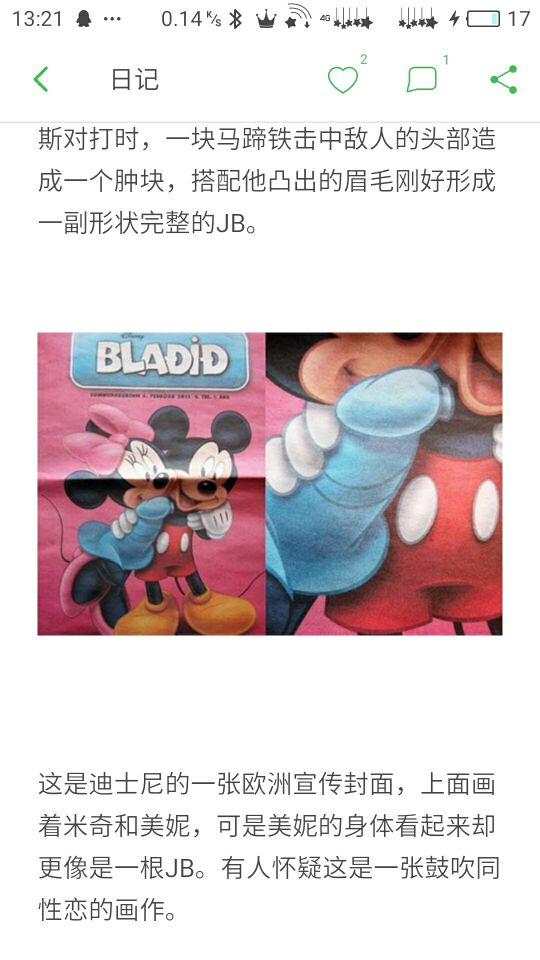 13:21 ••• 0.14 K/s 4G 17
日记 2 1
斯对打时，一块马蹄铁击中敌人的头部造
成一个肿块，搭配他凸出的眉毛刚好形成
一副形状完整的JB。
Disney
BLAÐIÐ
这是迪士尼的一张欧洲宣传封面，上面画
着米奇和美妮，可是美妮的身体看起来却
更像是一根JB。有人怀疑这是一张鼓吹同
性恋的画作。